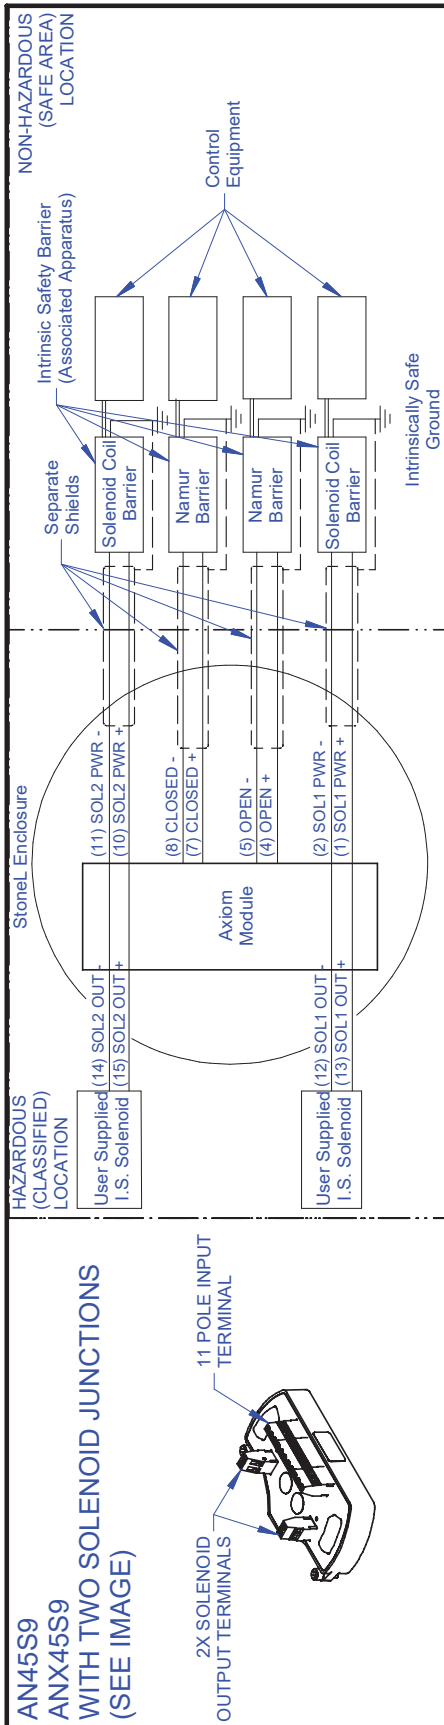 AN45S9
ANX45S9
WITH TWO SOLENOID JUNCTIONS
(SEE IMAGE)
2X SOLENOID
OUTPUT TERMINALS
11 POLE INPUT
TERMINAL
HAZARDOUS
(CLASSIFIED)
LOCATION
StoneL Enclosure
NON-HAZARDOUS
(SAFE AREA)
LOCATION
User Supplied
I.S. Solenoid
(14) SOL2 OUT -
(15) SOL2 OUT +
User Supplied
I.S. Solenoid
(12) SOL1 OUT -
(13) SOL1 OUT +
Axiom
Module
(11) SOL2 PWR -
(10) SOL2 PWR +
(8) CLOSED -
(7) CLOSED +
(5) OPEN -
(4) OPEN +
(2) SOL1 PWR -
(1) SOL1 PWR +
Separate
Shields
Intrinsic Safety Barrier
(Associated Apparatus)
Solenoid Coil
Barrier
Namur
Barrier
Namur
Barrier
Solenoid Coil
Barrier
Control
Equipment
Intrinsically Safe
Ground